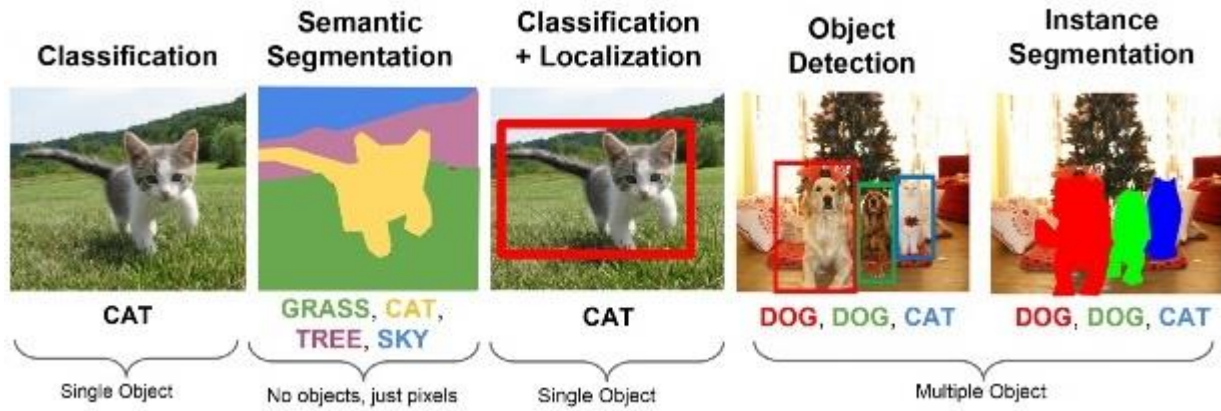 Classification
Semantic
Segmentation
Classification
+ Localization
Object
Detection
Instance
Segmentation
CAT
GRASS, CAT,
TREE, SKY
CAT
DOG, DOG, CAT
DOG, DOG, CAT
Single Object
No objects, just pixels
Single Object
Multiple Object